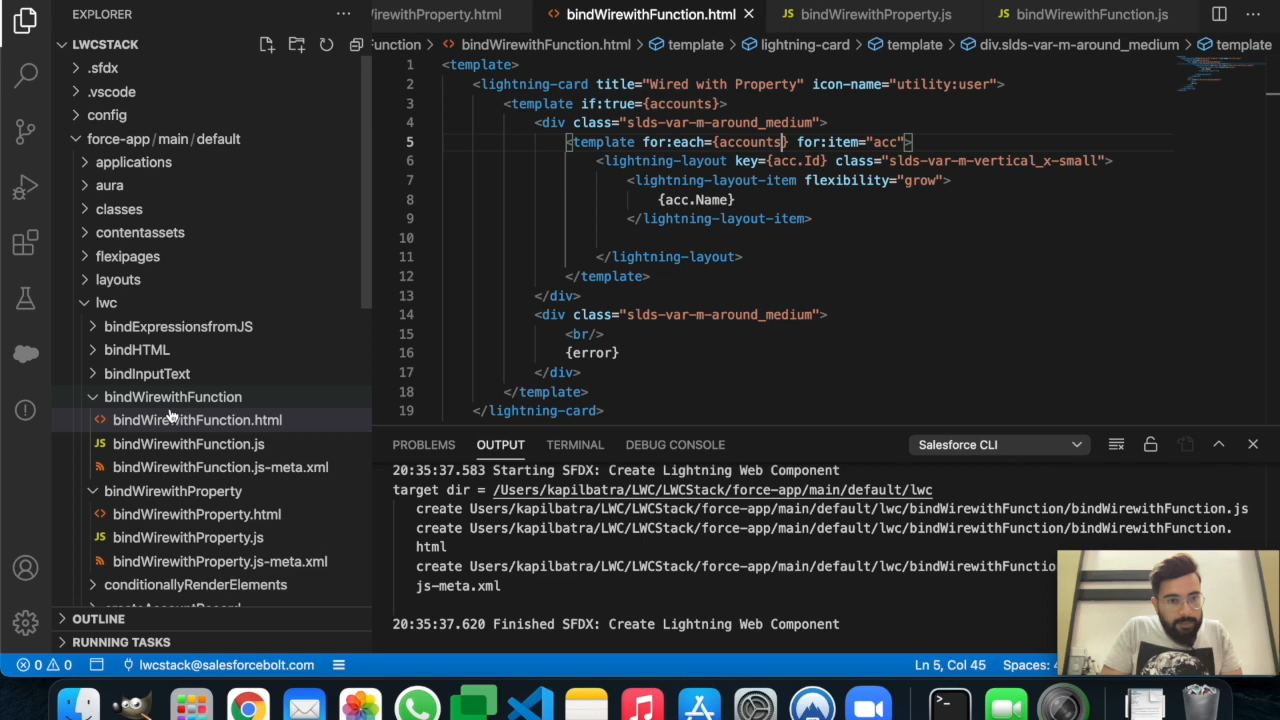 EXPLORER
LWCSTACK
.sfdx
.vscode
config
force-app/main/default
applications
aura
classes
contentassets
flexipages
layouts
lwc
bindExpressionsfromJS
bindHTML
bindInputText
bindWirewithFunction
bindWirewithFunction.html
bindWirewithFunction.js
bindWirewithFunction.js-meta.xml
bindWirewithProperty
bindWirewithProperty.html
bindWirewithProperty.js
bindWirewithProperty.js-meta.xml
conditionallyRenderElements
OUTLINE
RUNNING TASKS
irewithProperty.html
bindWirewithFunction.html
JS bindWirewithProperty.js
JS bindWirewithFunction.js
Function > bindWirewithFunction.html > template > lightning-card > template > div.slds-var-m-around_medium > template
1 <template>
2 <lightning-card title="Wired with Property" icon-name="utility:user">
3 <template if:true={accounts}>
4 <div class="slds-var-m-around_medium">
5 <template for:each={accounts} for:item="acc">
6 <lightning-layout key={acc.Id} class="slds-var-m-vertical_x-small">
7 <lightning-layout-item flexibility="grow">
8 {acc.Name}
9 </lightning-layout-item>
10
11 </lightning-layout>
12 </template>
13 </div>
14 <div class="slds-var-m-around_medium">
15 <br/>
16 {error}
17 </div>
18 </template>
19 </lightning-card>
PROBLEMS OUTPUT TERMINAL DEBUG CONSOLE Salesforce CLI
20:35:37.583 Starting SFDX: Create Lightning Web Component
target dir = /Users/kapilbatra/LWC/LWCStack/force-app/main/default/lwc
create Users/kapilbatra/LWC/LWCStack/force-app/main/default/lwc/bindWirewithFunction/bindWirewithFunction.js
create Users/kapilbatra/LWC/LWCStack/force-app/main/default/lwc/bindWirewithFunction/bindWirewithFunction.
html
create Users/kapilbatra/LWC/LWCStack/force-app/main/default/lwc/bindWirewithFunctio
js-meta.xml
20:35:37.620 Finished SFDX: Create Lightning Web Component
0 0 lwcstack@salesforcebolt.com Ln 5, Col 45 Spaces: